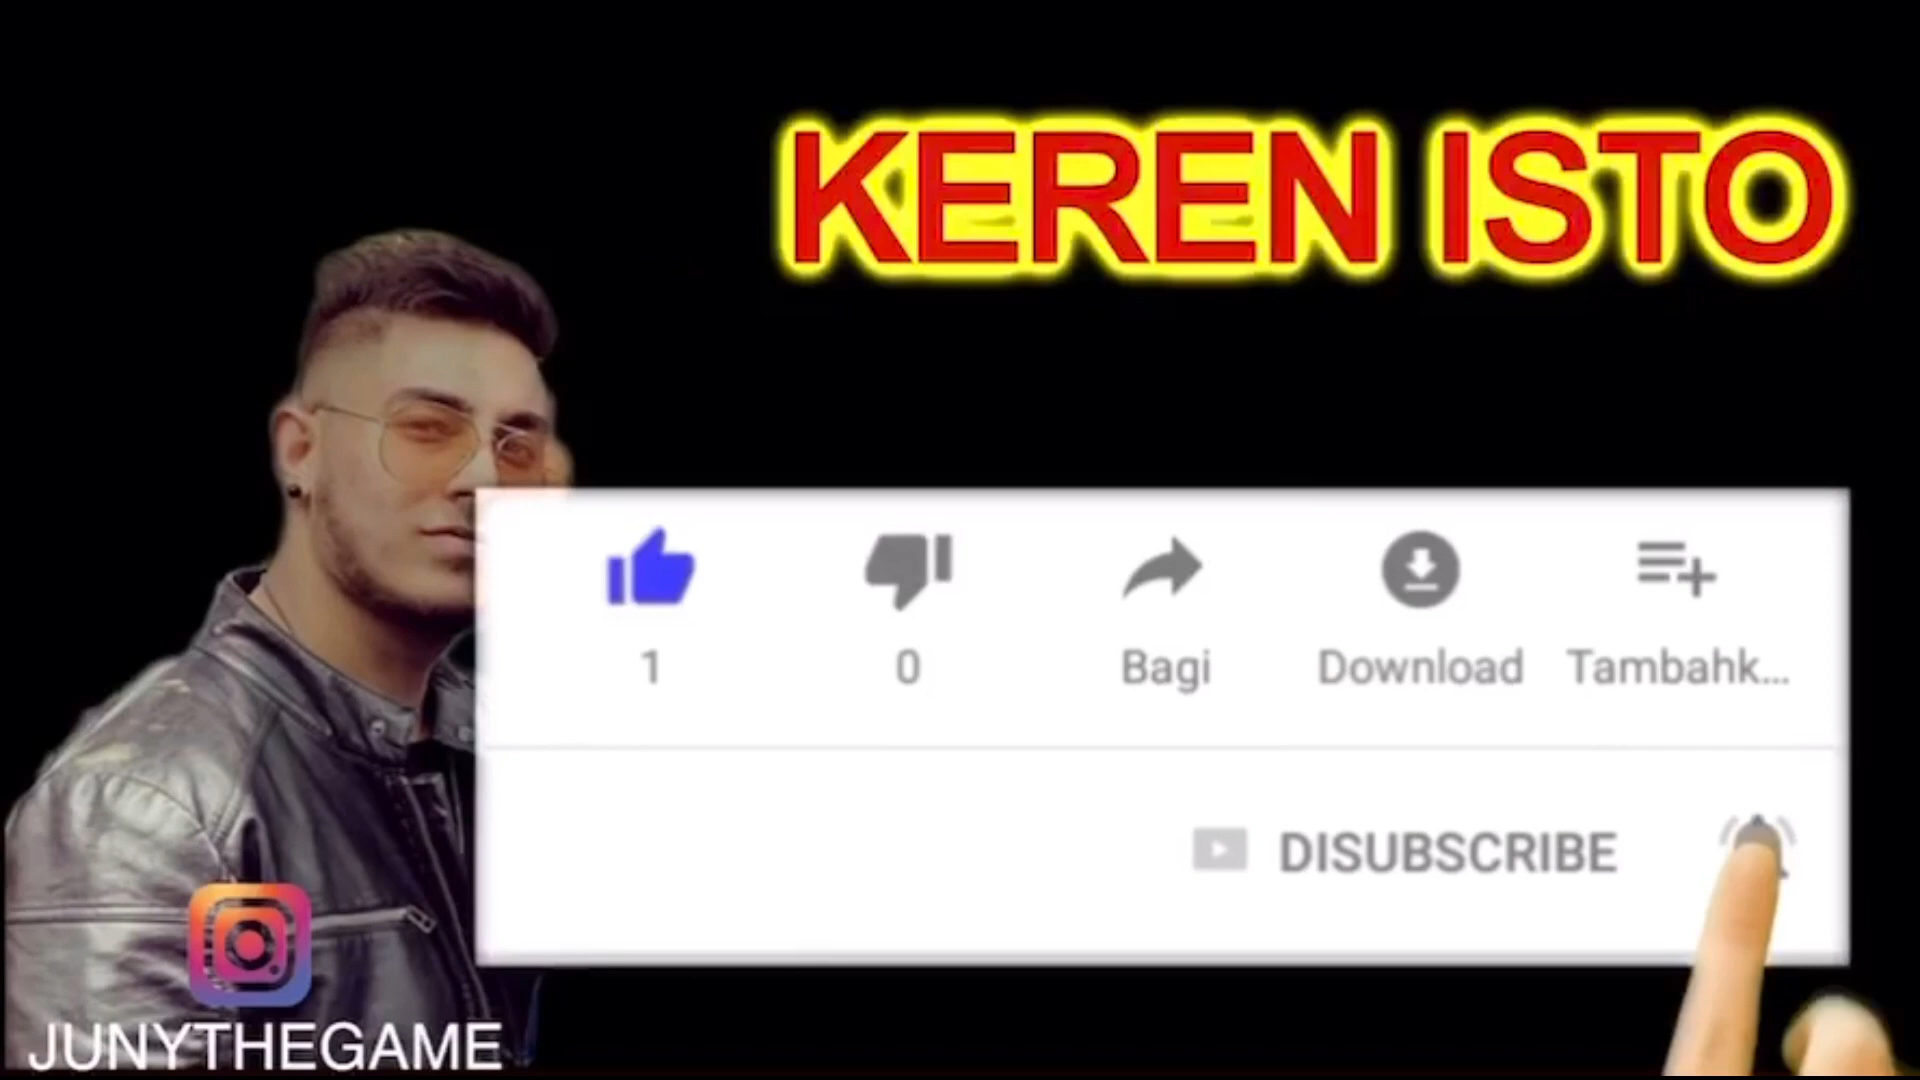 KEREN ISTO
1
0
Bagi
Download
Tambahk...
DISUBSCRIBE
JUNYTHEGAME